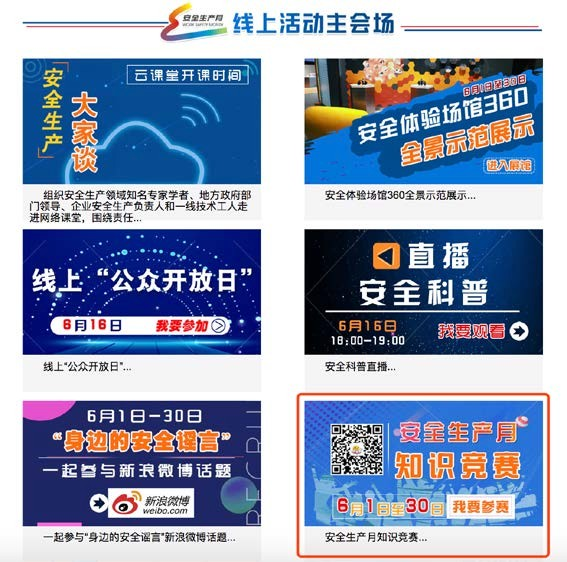 安全生产月
线上活动主会场
安全生产
大家谈
云课堂开课时间
组织安全生产领域知名专家学者、地方政府部
门领导、企业安全生产负责人和一线技术工人走
进网络课堂，围绕责任...
6月1日至30日
安全体验场馆360
全景示范展示
进入展馆
安全体验场馆360全景示范展示...
线上“公众开放日”
6月16日
我要参加
线上“公众开放日”...
直播
安全科普
6月16日
18:00-19:00
我要观看
安全科普直播...
6月1日-30日
“身边的安全谣言”
一起参与新浪微博话题
新浪微博
weibo.com
一起参与“身边的安全谣言”新浪微博话题...
安全生产月
知识竞赛
6月1日至30日
我要参赛
安全生产月知识竞赛...